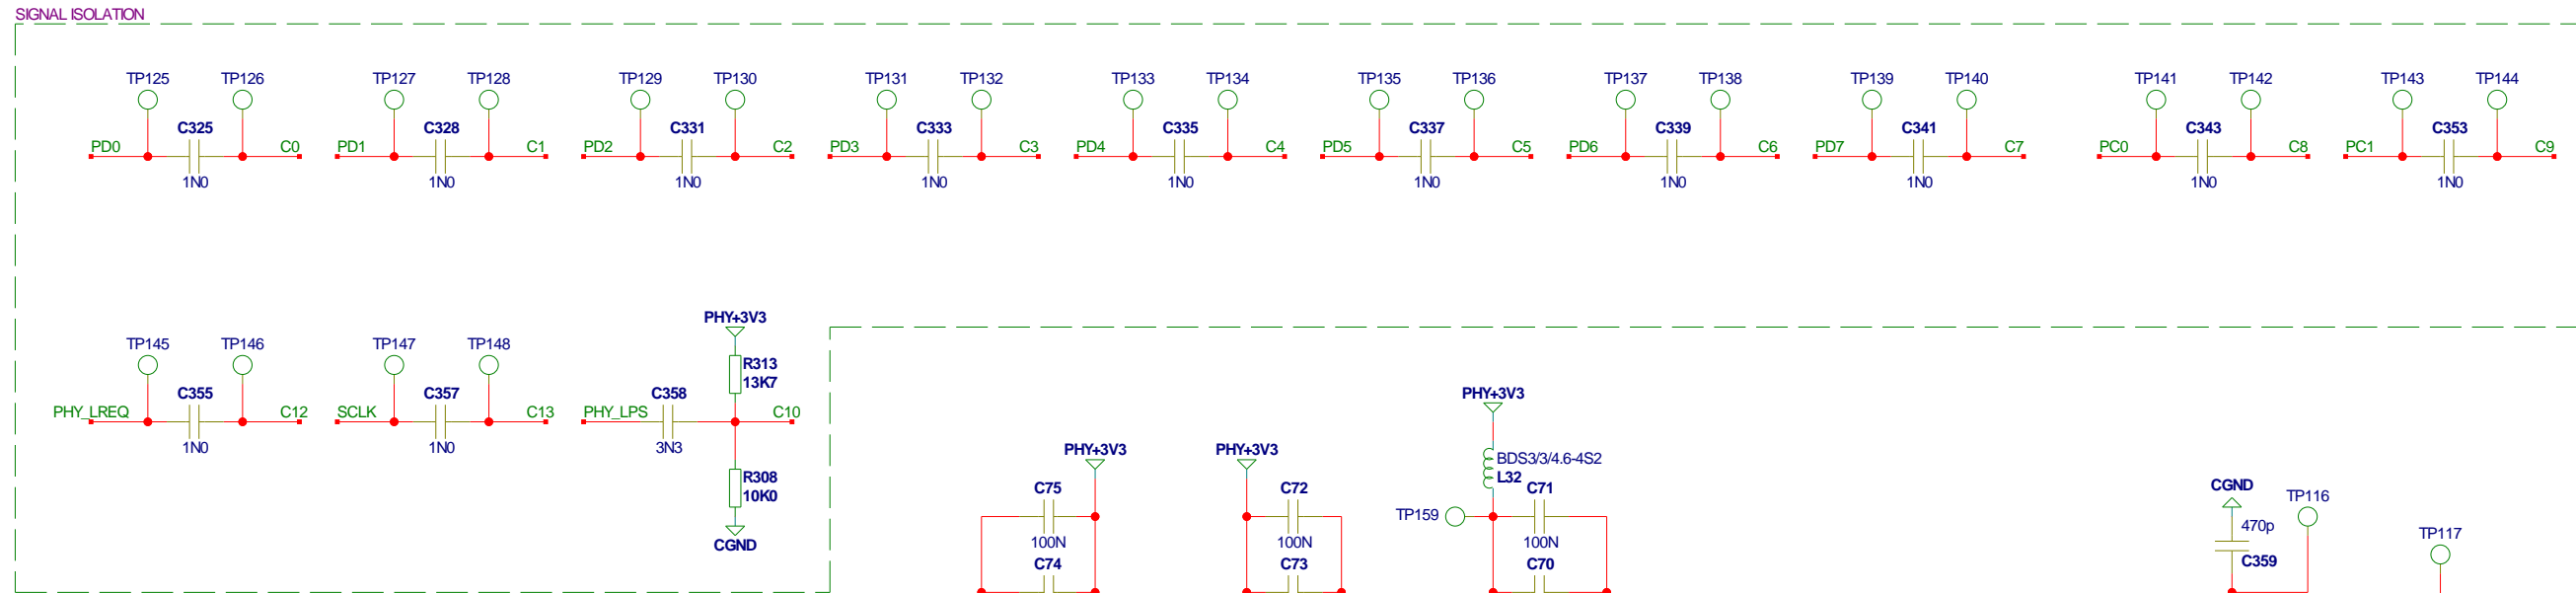 SIGNAL ISOLATION
TP125 TP126 TP127 TP128 TP129 TP130 TP131 TP132 TP133 TP134 TP135 TP136 TP137 TP138 TP139 TP140 TP141 TP142 TP143 TP144
C325 C328 C331 C333 C335 C337 C339 C341 C343 C353
PD0 C0 PD1 C1 PD2 C2 PD3 C3 PD4 C4 PD5 C5 PD6 C6 PD7 C7 PC0 C8 PC1 C9
1N0 1N0 1N0 1N0 1N0 1N0 1N0 1N0 1N0 1N0
PHY+3V3
TP145 TP146 TP147 TP148
R313
13K7
C355 C357 C358 PHY+3V3
PHY_LREQ C12 SCLK C13 PHY_LPS C10
1N0 1N0 3N3 PHY+3V3 PHY+3V3
BDS3/3/4.6-4S2
R308 L32
10K0 C75 C72 C71 CGND TP116
TP159
470p
TP117
CGND 100N 100N 100N
C74 C73 C70 C359